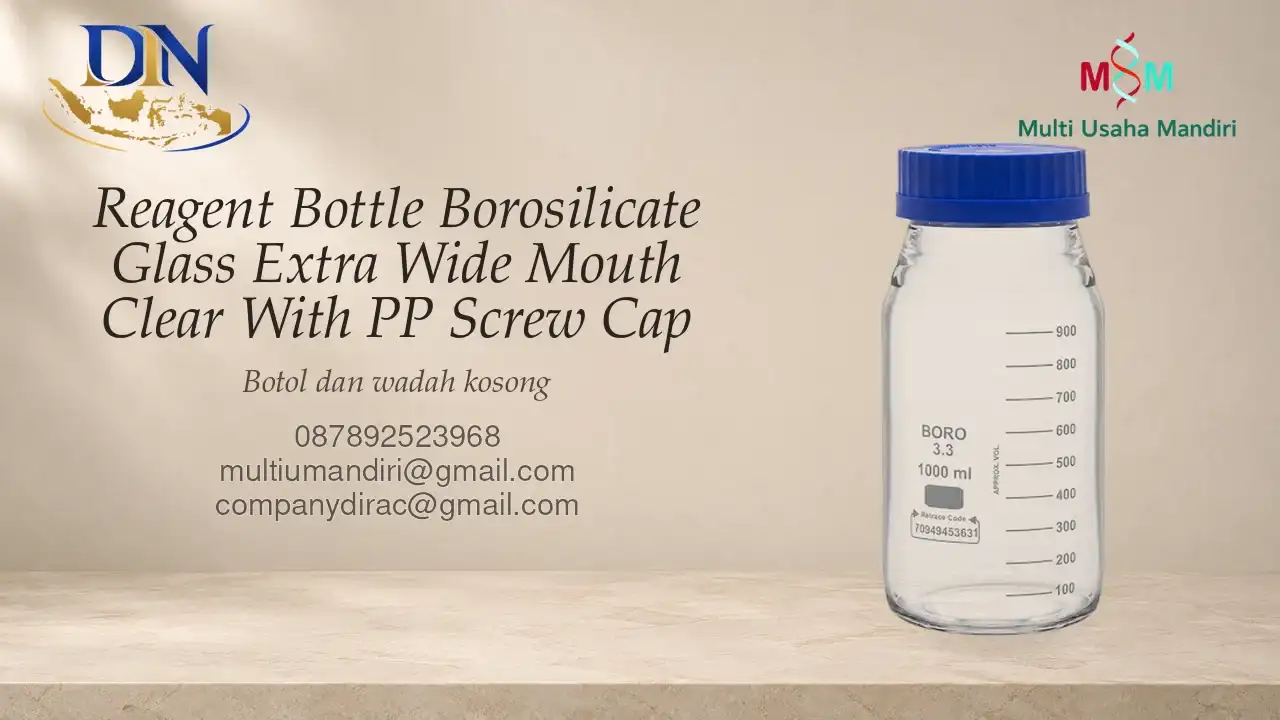 DN
MSM
Multi Usaha Mandiri
Reagent Bottle Borosilicate
Glass Extra Wide Mouth
Clear With PP Screw Cap
Botol dan wadah kosong
087892523968
multiumandiri@gmail.com
companydirac@gmail.com
900
800
700
600
500
400
300
200
100
BORO
3.3
1000 ml
APPROX. VOL.
Retrace Code
70949453631